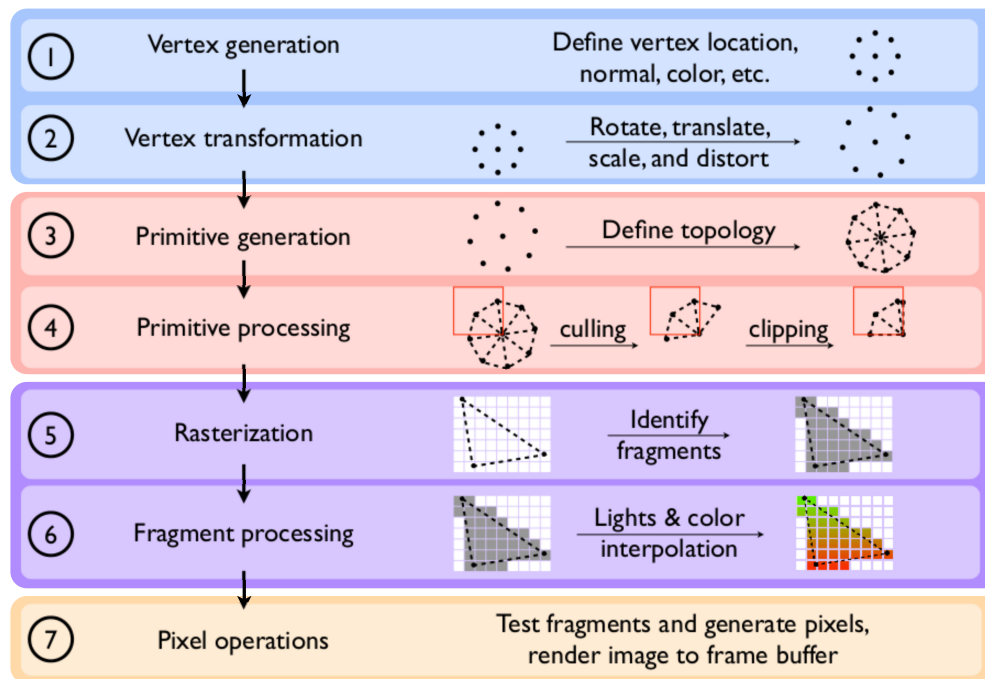 1
Vertex generation
Define vertex location,
normal, color, etc.
2
Vertex transformation
Rotate, translate,
scale, and distort
3
Primitive generation
Define topology
4
Primitive processing
culling
clipping
5
Rasterization
Identify
fragments
6
Fragment processing
Lights & color
interpolation
7
Pixel operations
Test fragments and generate pixels,
render image to frame buffer